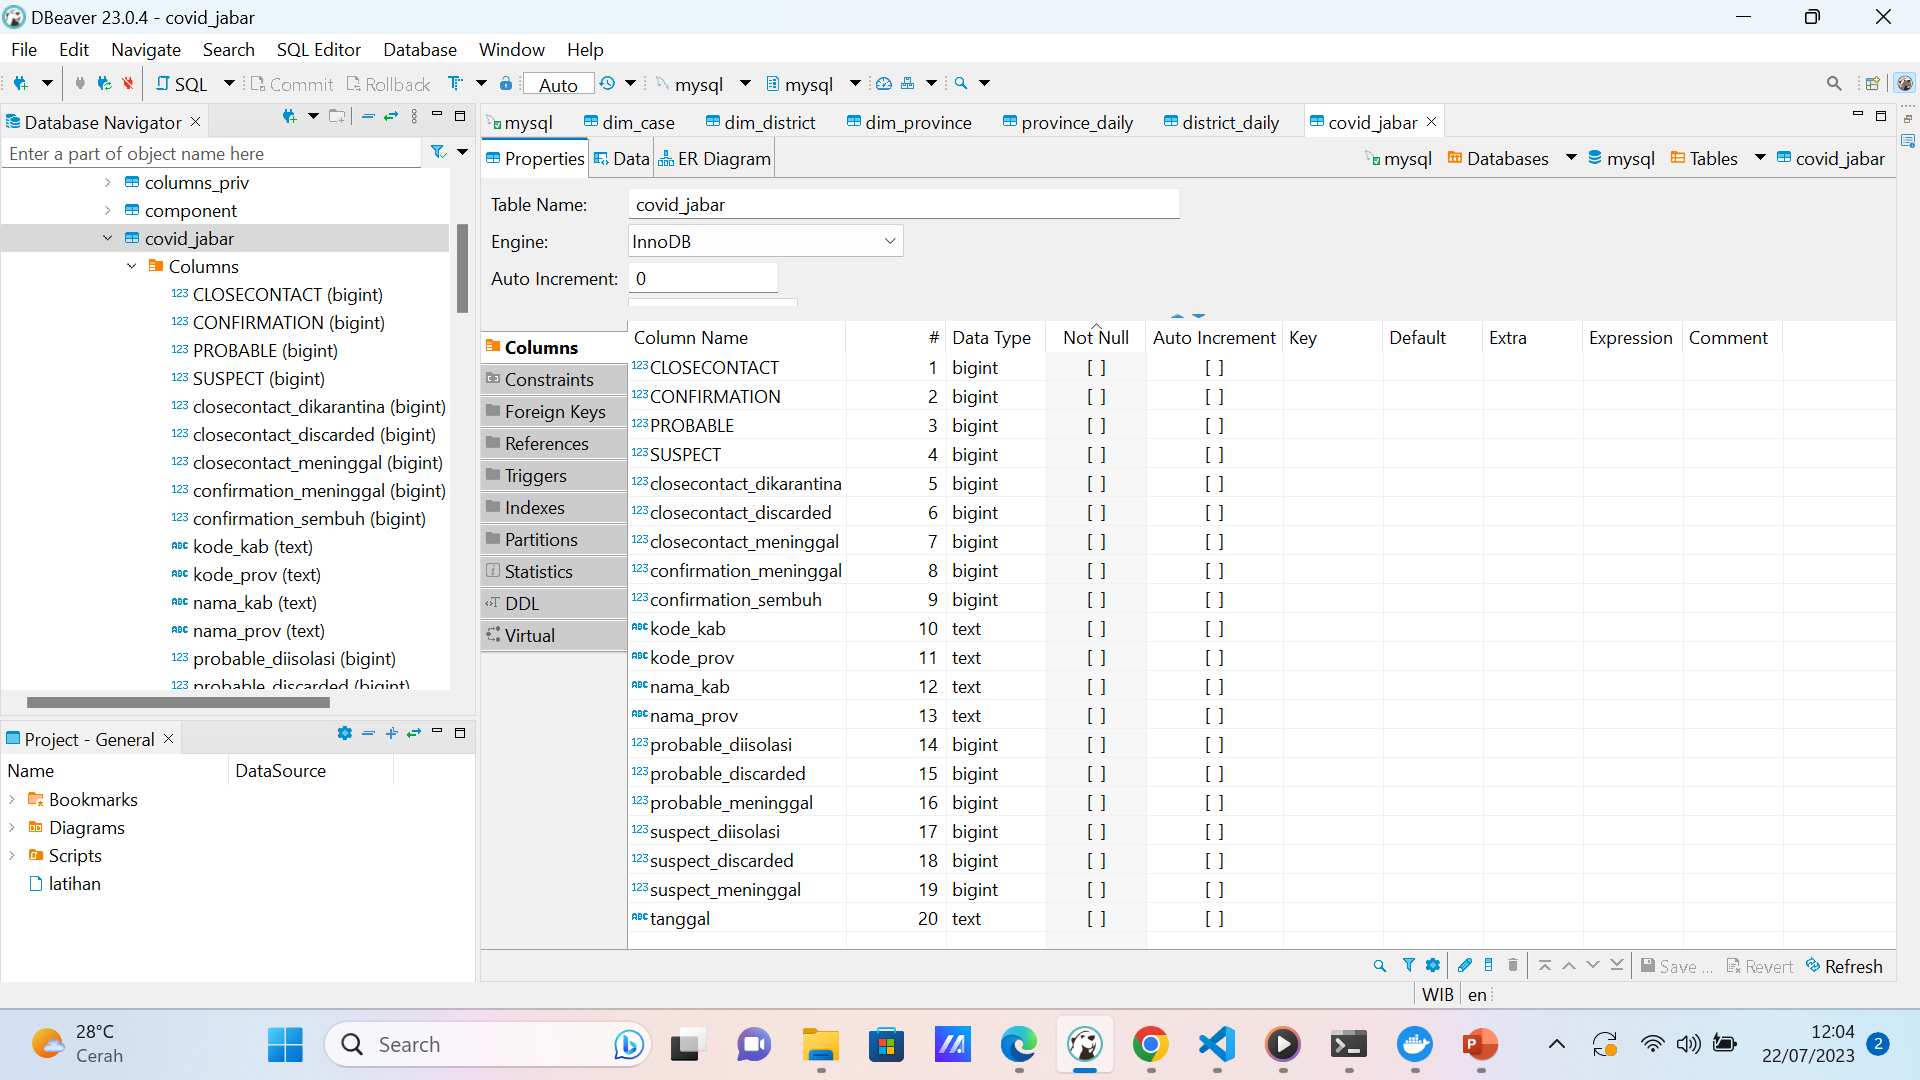 DBeaver 23.0.4 - covid_jabar
File Edit Navigate Search SQL Editor Database Window Help
SQL Commit Rollback Auto mysql mysql
Database Navigator
Enter a part of object name here
columns_priv
component
covid_jabar
Columns
123 CLOSECONTACT (bigint)
123 CONFIRMATION (bigint)
123 PROBABLE (bigint)
123 SUSPECT (bigint)
123 closecontact_dikarantina (bigint)
123 closecontact_discarded (bigint)
123 closecontact_meninggal (bigint)
123 confirmation_meninggal (bigint)
123 confirmation_sembuh (bigint)
ABC kode_kab (text)
ABC kode_prov (text)
ABC nama_kab (text)
ABC nama_prov (text)
123 probable_diisolasi (bigint)
123 probable_discarded (bigint)
Project - General
Name DataSource
Bookmarks
Diagrams
Scripts
latihan
mysql dim_case dim_district dim_province province_daily district_daily covid_jabar
Properties Data ER Diagram mysql Databases mysql Tables covid_jabar
Table Name: covid_jabar
Engine: InnoDB
Auto Increment: 0
Columns
Constraints
Foreign Keys
References
Triggers
Indexes
Partitions
Statistics
DDL
Virtual
Column Name # Data Type Not Null Auto Increment Key Default Extra Expression Comment
123 CLOSECONTACT 1 bigint [ ] [ ]
123 CONFIRMATION 2 bigint [ ] [ ]
123 PROBABLE 3 bigint [ ] [ ]
123 SUSPECT 4 bigint [ ] [ ]
123 closecontact_dikarantina 5 bigint [ ] [ ]
123 closecontact_discarded 6 bigint [ ] [ ]
123 closecontact_meninggal 7 bigint [ ] [ ]
123 confirmation_meninggal 8 bigint [ ] [ ]
123 confirmation_sembuh 9 bigint [ ] [ ]
ABC kode_kab 10 text [ ] [ ]
ABC kode_prov 11 text [ ] [ ]
ABC nama_kab 12 text [ ] [ ]
ABC nama_prov 13 text [ ] [ ]
123 probable_diisolasi 14 bigint [ ] [ ]
123 probable_discarded 15 bigint [ ] [ ]
123 probable_meninggal 16 bigint [ ] [ ]
123 suspect_diisolasi 17 bigint [ ] [ ]
123 suspect_discarded 18 bigint [ ] [ ]
123 suspect_meninggal 19 bigint [ ] [ ]
ABC tanggal 20 text [ ] [ ]
Save ... Revert Refresh
WIB en
28°C
Cerah
Search
12:04
22/07/2023
2